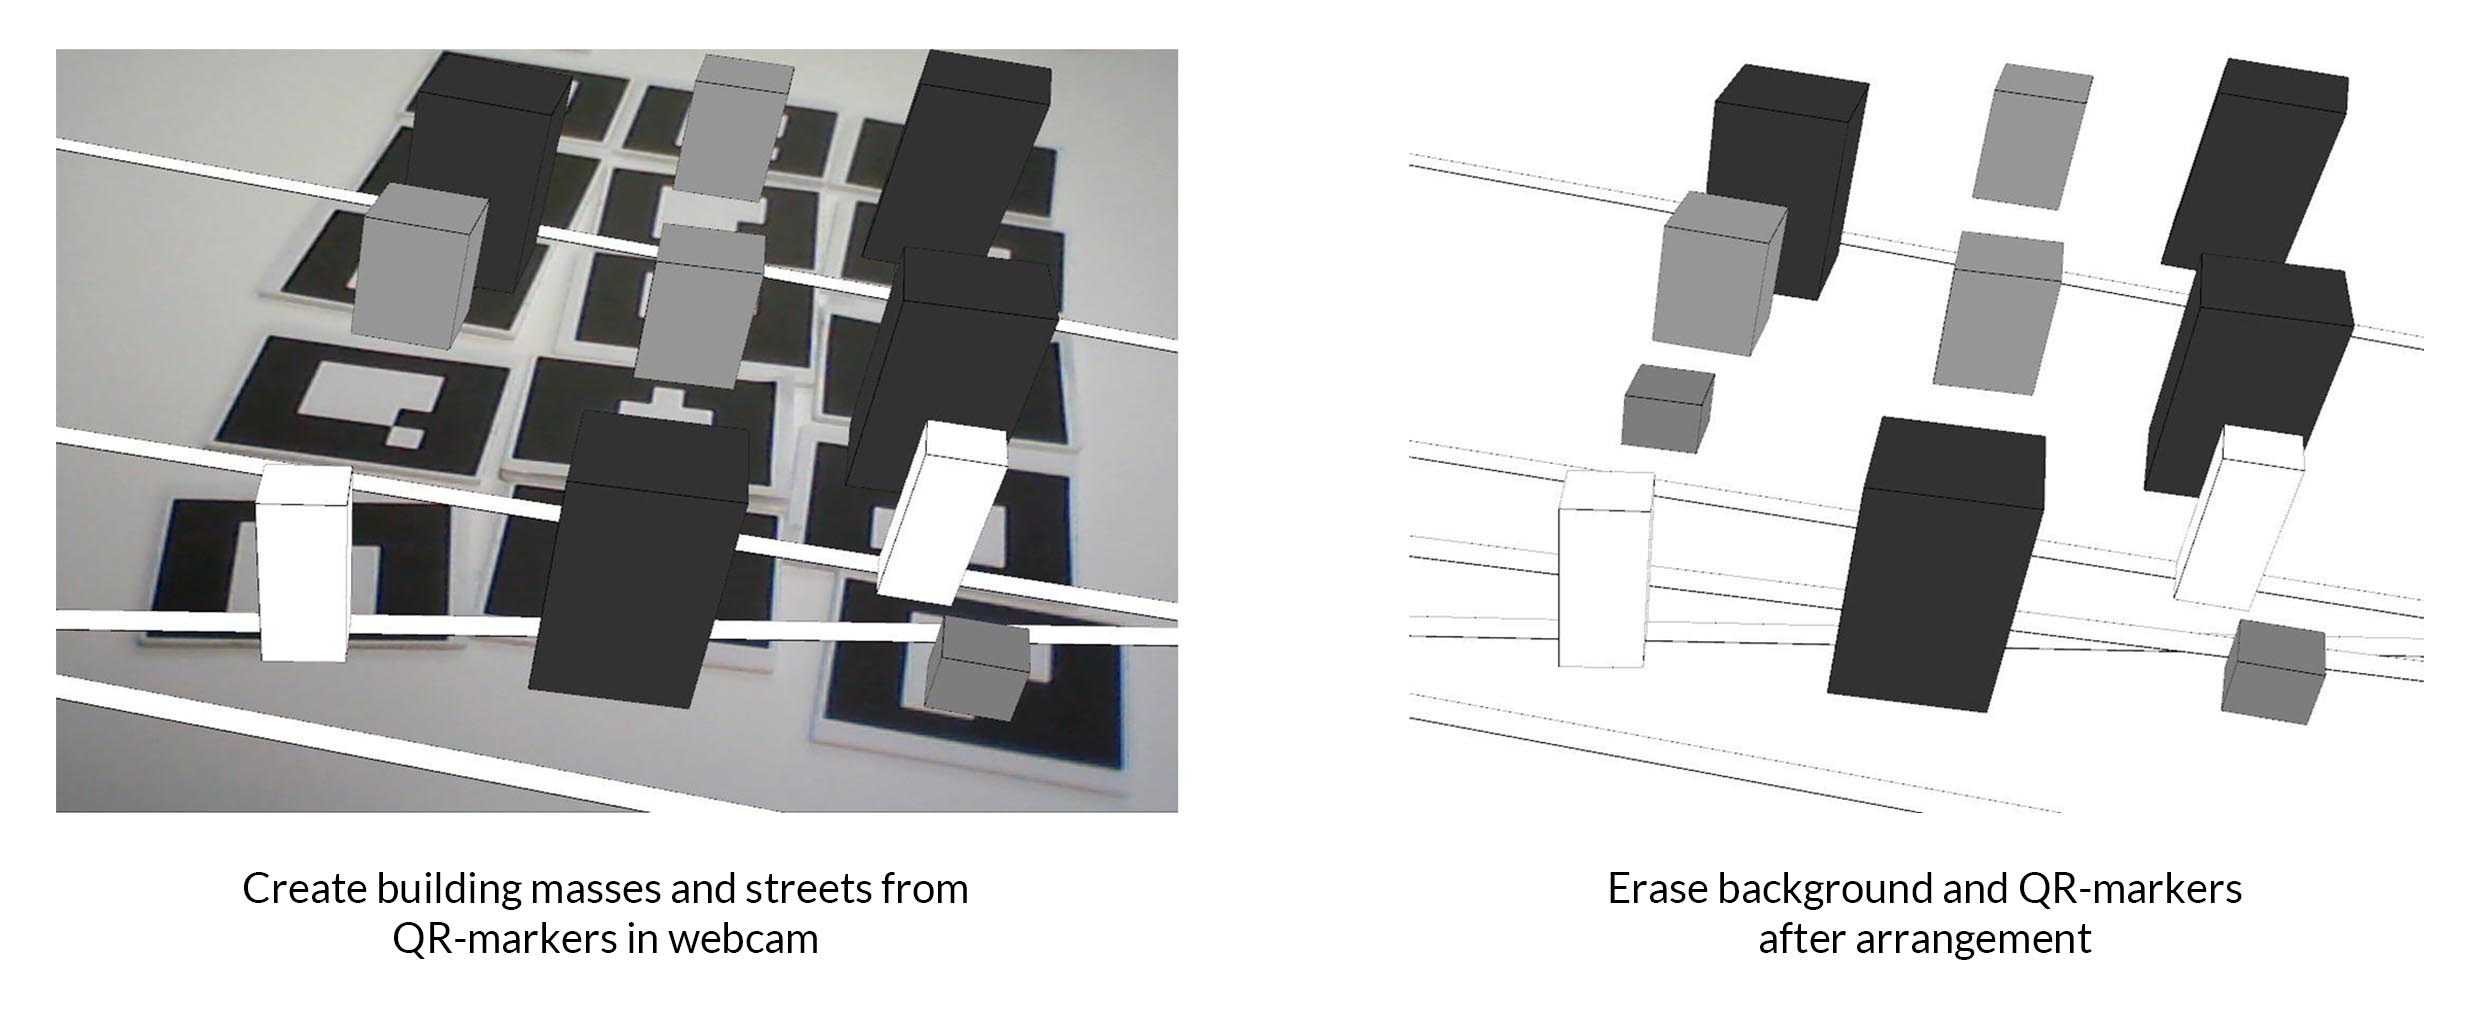 Create building masses and streets from
QR-markers in webcam
Erase background and QR-markers
after arrangement